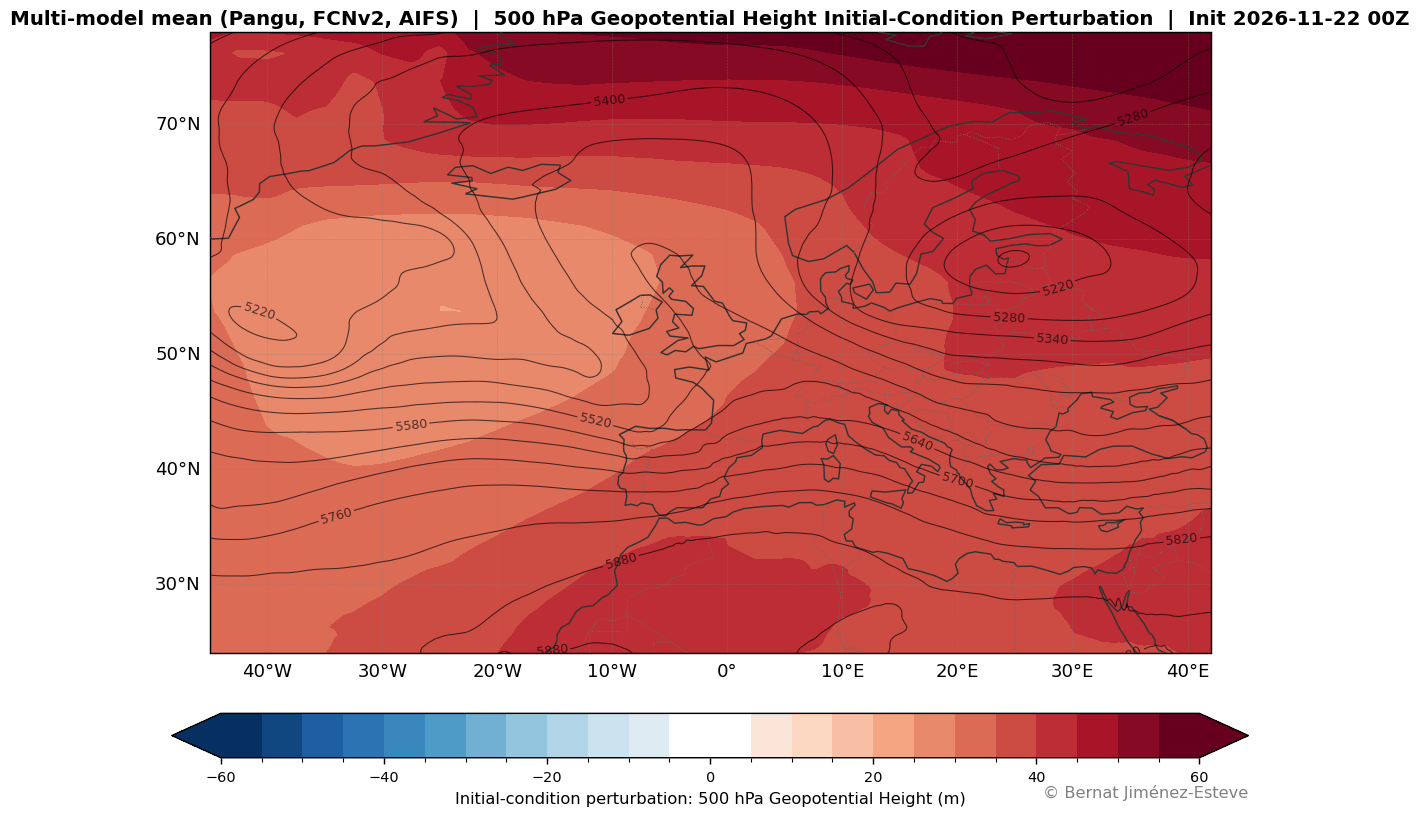 Multi-model mean (Pangu, FCNv2, AIFS)  |  500 hPa Geopotential Height Initial-Condition Perturbation  |  Init 2026-11-22 00Z
5400
70°N
5280
60°N
5220
5220
5280
50°N
5340
5520
5580
5640
40°N
5700
5760
5820
5880
30°N
5880
40°W 30°W 20°W 10°W 0° 10°E 20°E 30°E 40°E
−60 −40 −20 0 20 40 60
Initial-condition perturbation: 500 hPa Geopotential Height (m)
© Bernat Jiménez-Esteve